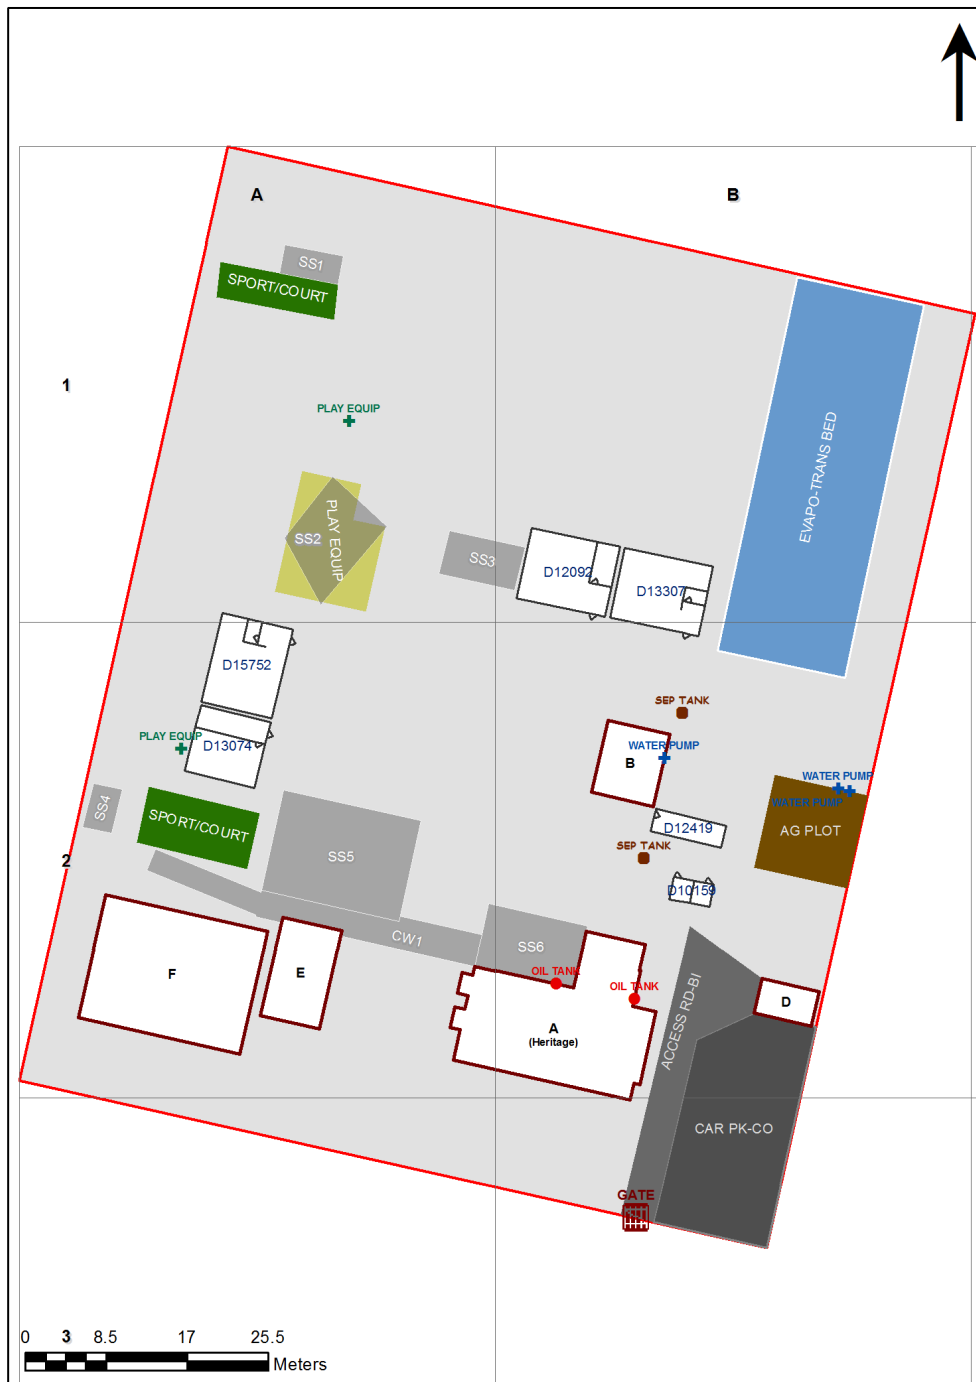 A
B
SS1
SPORT/COURT
1
PLAY EQUIP
PLAY EQUIP
SS2
EVAPO-TRANS BED
SS3
D12092
D13307
D15752
SEP TANK
PLAY EQUIP
D13074
WATER PUMP
B
WATER PUMP
WATER PUMP
SS4
SPORT/COURT
D12419
AG PLOT
SEP TANK
SS5
2
D10159
CW1
SS6
F
E
OIL TANK
OIL TANK
ACCESS RD-BI
D
A
(Heritage)
CAR PK-CO
GATE
0 3 8.5 17 25.5
Meters